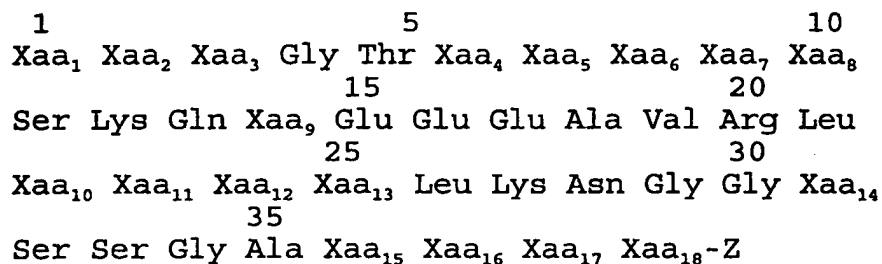 1 5 10
Xaa₁ Xaa₂ Xaa₃ Gly Thr Xaa₄ Xaa₅ Xaa₆ Xaa₇ Xaa₈
15 20
Ser Lys Gln Xaa₉ Glu Glu Glu Ala Val Arg Leu
25 30
Xaa₁₀ Xaa₁₁ Xaa₁₂ Xaa₁₃ Leu Lys Asn Gly Gly Xaa₁₄
35
Ser Ser Gly Ala Xaa₁₅ Xaa₁₆ Xaa₁₇ Xaa₁₈-Z